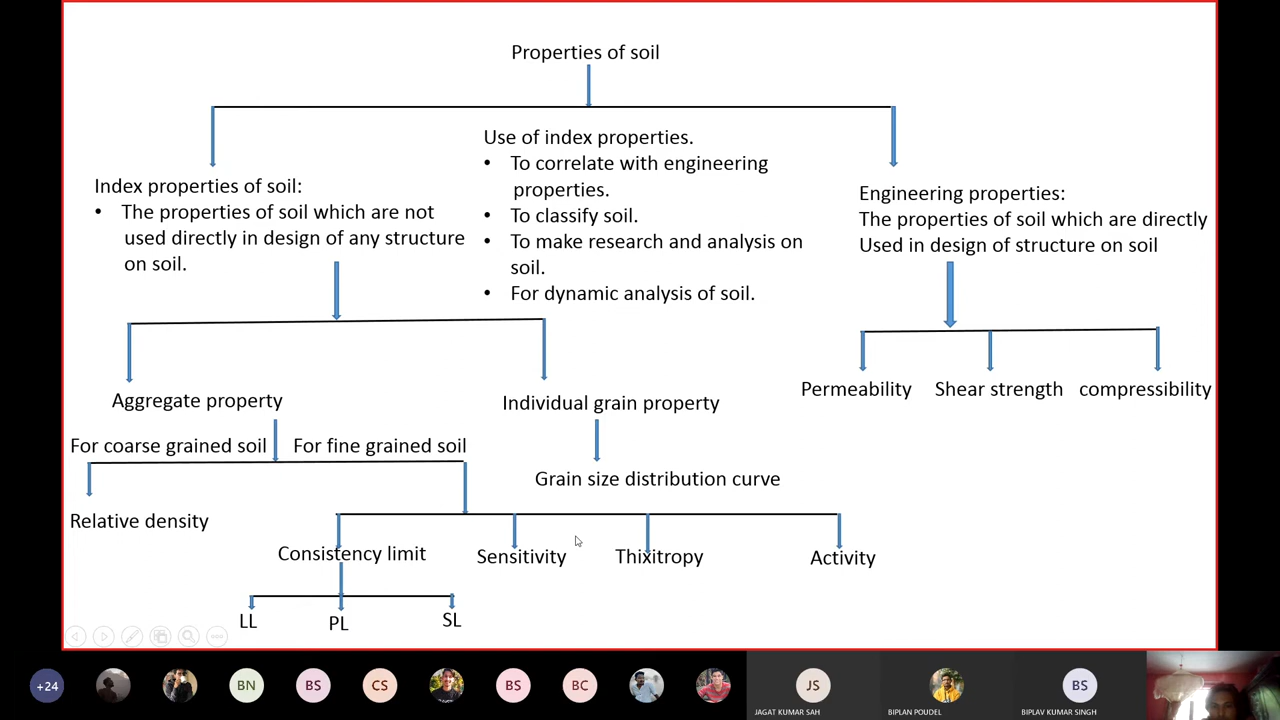 Properties of soil
Use of index properties.
• To correlate with engineering
properties.
• To classify soil.
• To make research and analysis on
soil.
• For dynamic analysis of soil.
Index properties of soil:
• The properties of soil which are not
used directly in design of any structure
on soil.
Engineering properties:
The properties of soil which are directly
Used in design of structure on soil
Aggregate property
Individual grain property
Permeability
Shear strength
compressibility
For coarse grained soil
For fine grained soil
Grain size distribution curve
Relative density
Consistency limit
Sensitivity
Thixitropy
Activity
LL
PL
SL
+24
BN
BS
CS
BS
BC
JS
BS
JAGAT KUMAR SAH
BIPLAN POUDEL
BIPLAV KUMAR SINGH